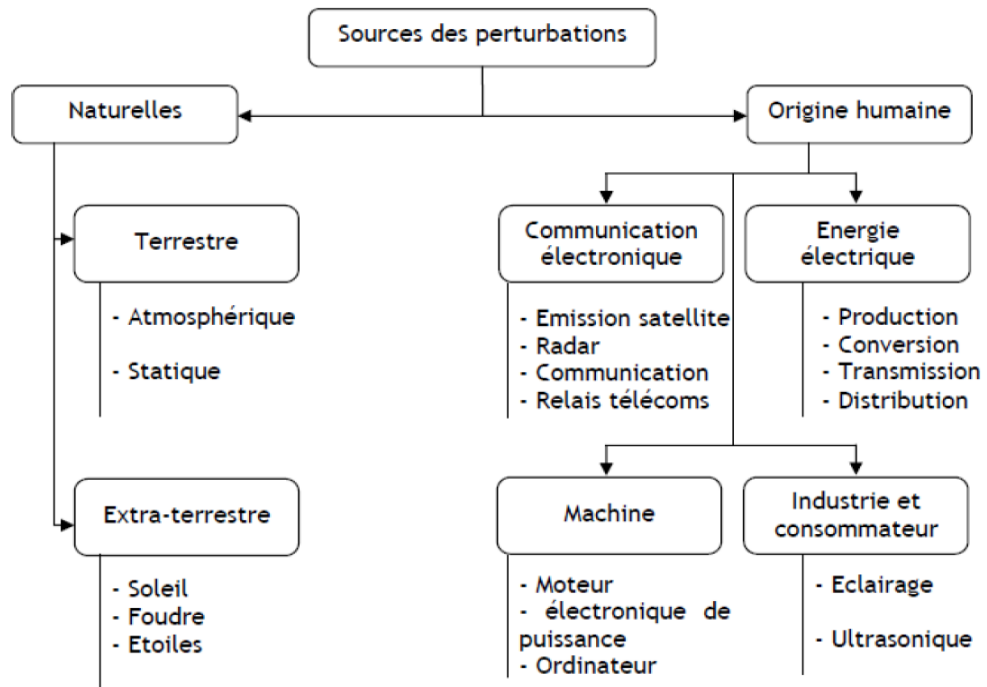 Sources des perturbations
Naturelles
Origine humaine
Terrestre
- Atmosphérique
- Statique
Extra-terrestre
- Soleil
- Foudre
- Etoiles
Communication
électronique
- Emission satellite
- Radar
- Communication
- Relais télécoms
Energie
électrique
- Production
- Conversion
- Transmission
- Distribution
Machine
- Moteur
- électronique de
puissance
- Ordinateur
Industrie et
consommateur
- Eclairage
- Ultrasonique